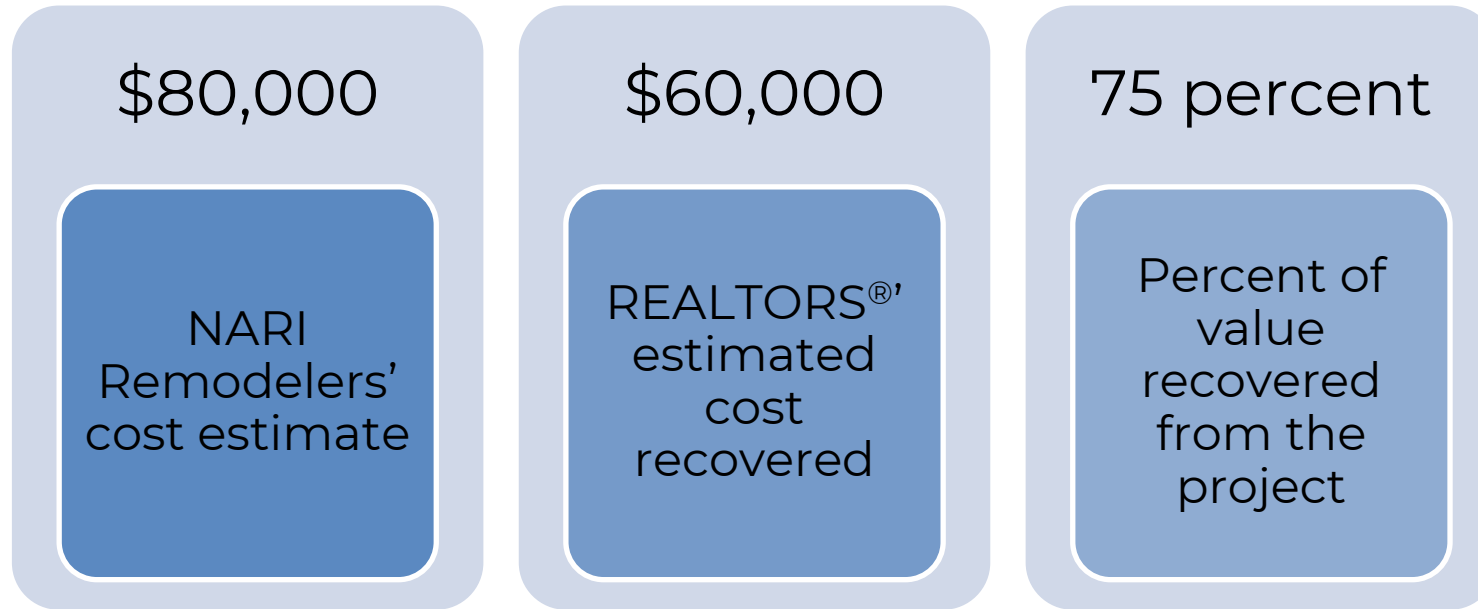 $80,000
NARI
Remodelers’
cost estimate
$60,000
REALTORS®’
estimated
cost
recovered
75 percent
Percent of
value
recovered
from the
project